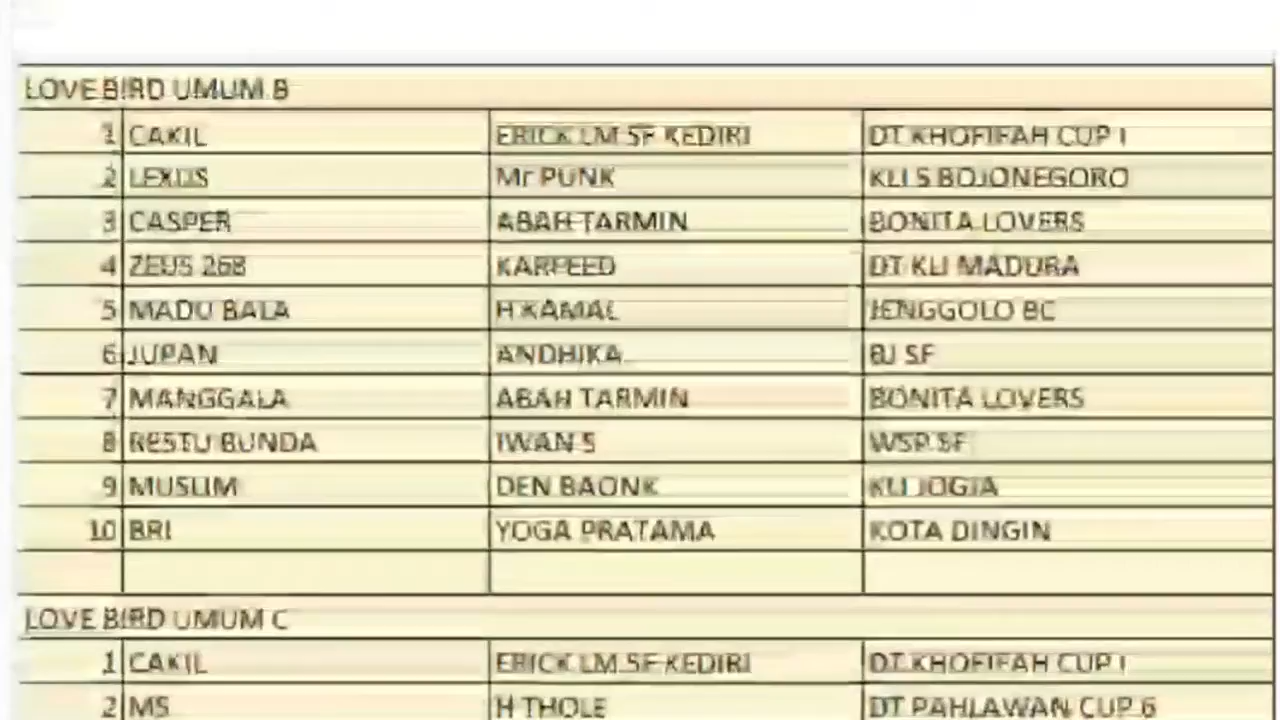 LOVE BIRD UMUM B
1 CAKIL ERICK LM SF KEDIRI DT KHOFIFAH CUP I
2 LEXUS Mr PUNK KLI S BOJONEGORO
3 CASPER ABAH TARMIN BONITA LOVERS
4 ZEUS 268 KARPEED DT KLI MADURA
5 MADU BALA H KAMAL JENGGOLO BC
6 JUPAN ANDHIKA BJ SF
7 MANGGALA ABAH TARMIN BONITA LOVERS
8 RESTU BUNDA IWAN S WSP SF
9 MUSLIM DEN BAONK KLI JOGJA
10 BRI YOGA PRATAMA KOTA DINGIN
LOVE BIRD UMUM C
1 CAKIL ERICK LM SF KEDIRI DT KHOFIFAH CUP I
2 MS H THOLE DT PAHLAWAN CUP 6